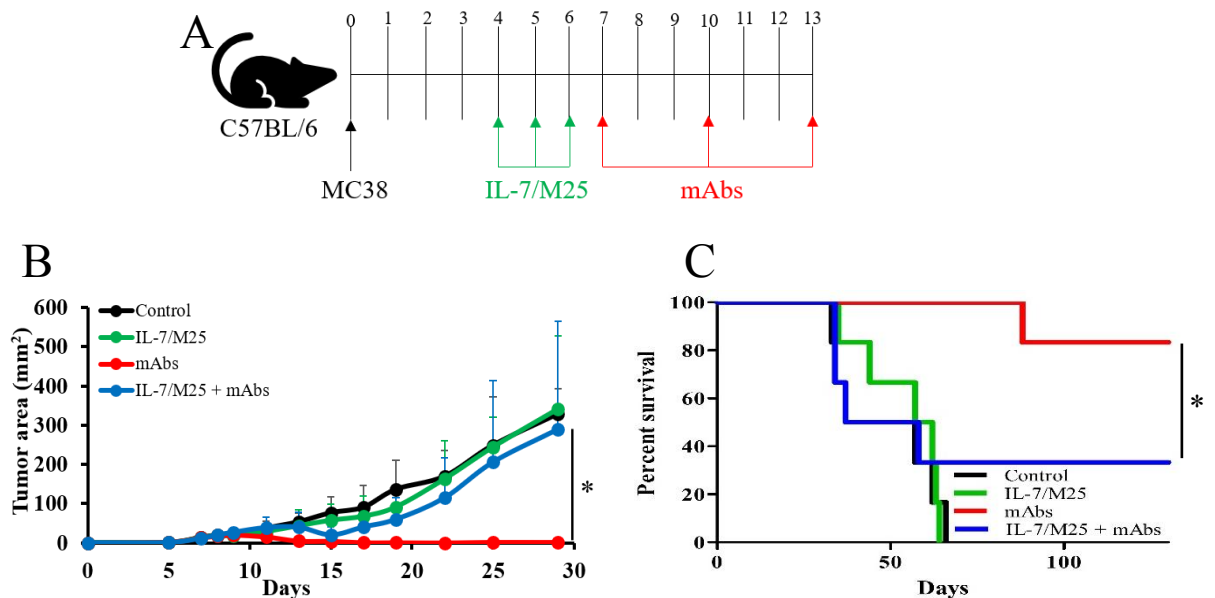 A
0 1 2 3 4 5 6 7 8 9 10 11 12 13
C57BL/6
MC38
IL-7/M25
mAbs
B
Tumor area (mm²)
600
500
400
300
200
100
0
Control
IL-7/M25
mAbs
IL-7/M25 + mAbs
*
0 5 10 15 20 25 30
Days
C
Percent survival
100
80
60
40
20
0
Control
IL-7/M25
mAbs
IL-7/M25 + mAbs
*
0 50 100
Days